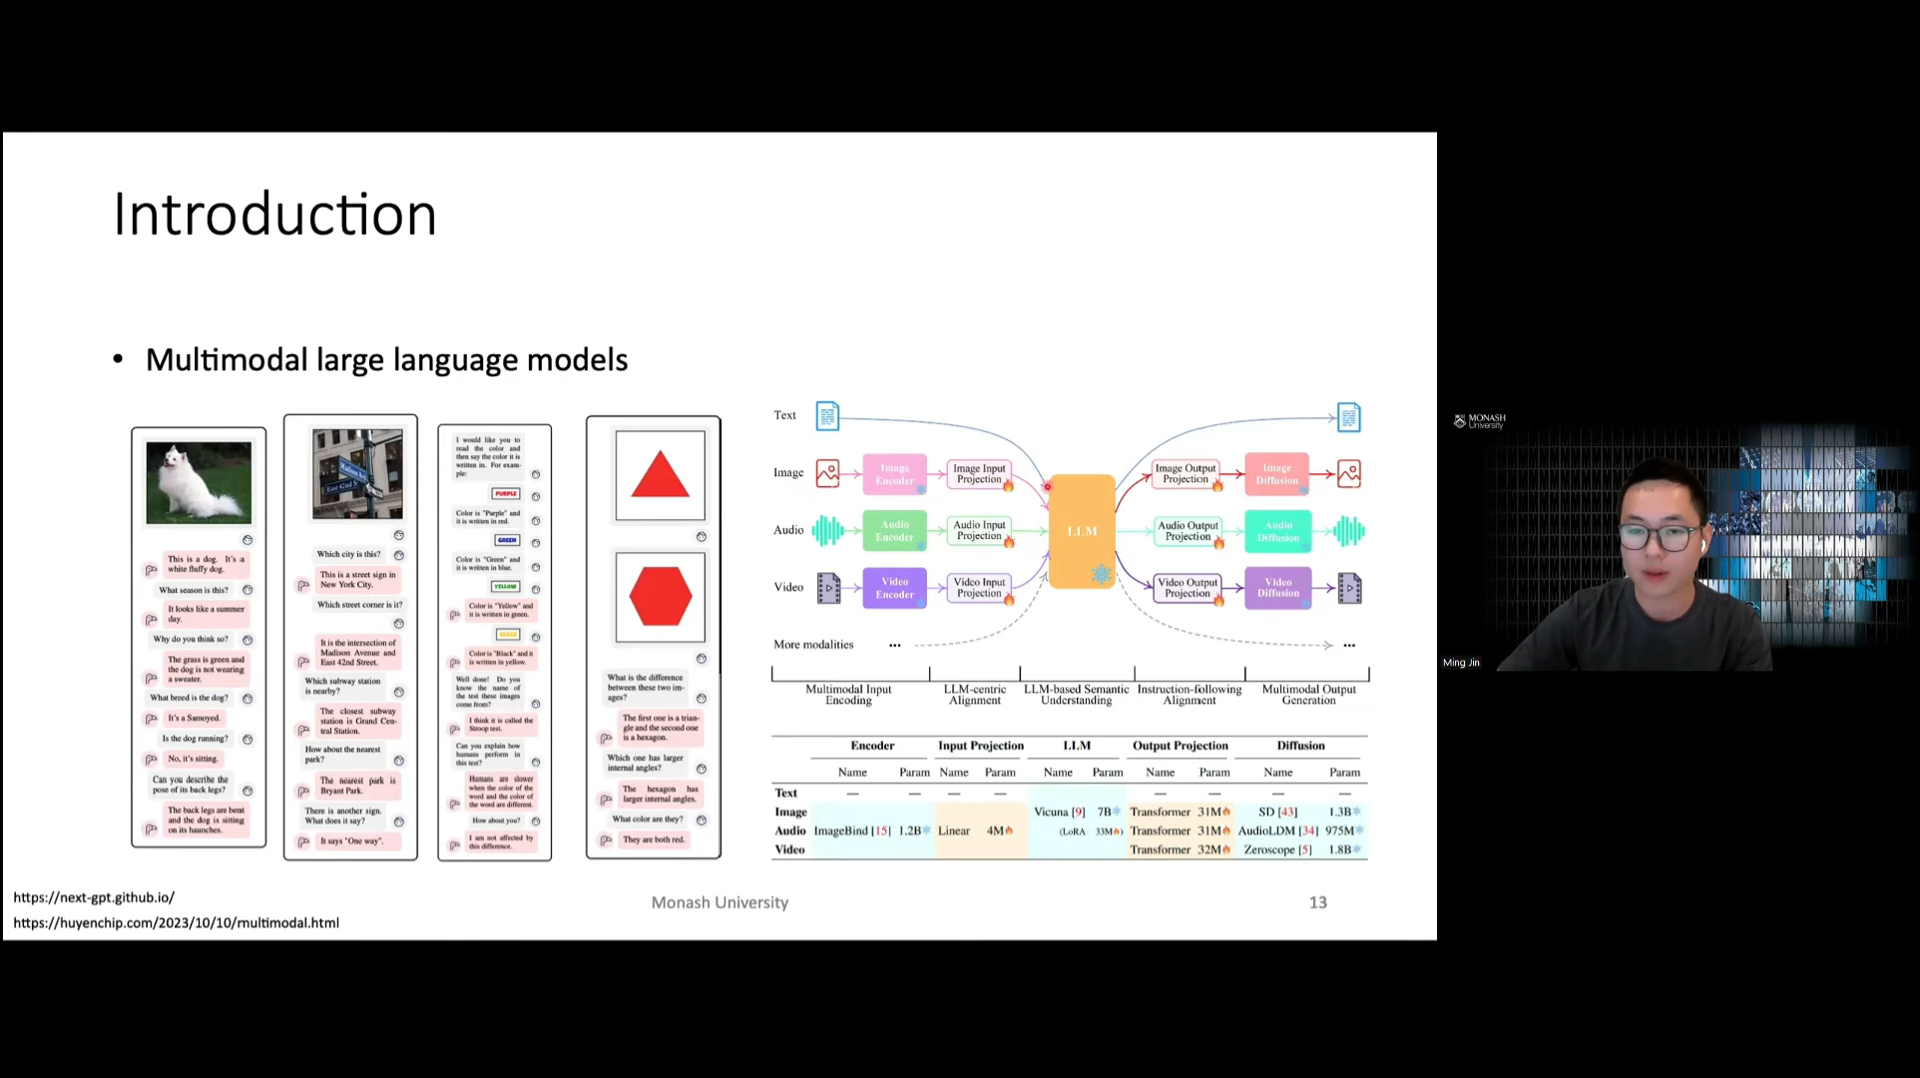 Introduction
• Multimodal large language models
This is a dog. It's a
white fluffy dog.
What season is this?
It looks like a summer
day.
Why do you think so?
The grass is green and
the dog is not wearing
a sweater.
What breed is the dog?
It's a Samoyed.
Is the dog running?
No, it's sitting.
Can you describe the
pose of its back legs?
The back legs are bent
and the dog is sitting
on its haunches.
Madison Ave
East 42nd S
Which city is this?
This is a street sign in
New York City.
Which street corner is it?
It is the intersection of
Madison Avenue and
East 42nd Street.
Which subway station
is nearby?
The closest subway
station is Grand Cen-
tral Station.
How about the nearest
park?
The nearest park is
Bryant Park.
There is another sign.
What does it say?
It says "One way".
I would like you to
read the color and
then say the color it is
written in. For exam-
ple:
PURPLE
Color is "Purple" and
it is written in red.
GREEN
Color is "Green" and
it is written in blue.
YELLOW
Color is "Yellow" and
it is written in green.
BLACK
Color is "Black" and it
is written in yellow.
Well done! Do you
know the name of
the test these images
come from?
I think it is called the
Stroop test.
Can you explain how
humans perform in
this test?
Humans are slower
when the color of the
word and the color of
the word are different.
How about you?
I am not affected by
this difference.
What is the difference
between these two im-
ages?
The first one is a trian-
gle and the second one
is a hexagon.
Which one has larger
internal angles?
The hexagon has
larger internal angles.
What color are they?
They are both red.
Text
Image
Image Encoder
Image Input Projection
Image Output Projection
Image Diffusion
Audio
Audio Encoder
Audio Input Projection
LLM
Audio Output Projection
Audio Diffusion
Video
Video Encoder
Video Input Projection
Video Output Projection
Video Diffusion
More modalities ... ...
Multimodal Input Encoding
LLM-centric Alignment
LLM-based Semantic Understanding
Instruction-following Alignment
Multimodal Output Generation
Encoder Input Projection LLM Output Projection Diffusion
Name Param Name Param Name Param Name Param Name Param
Text — — — — — — — —
Image Vicuna [9] 7B Transformer 31M SD [43] 1.3B
Audio ImageBind [15] 1.2B Linear 4M (LoRA 33M) Transformer 31M AudioLDM [34] 975M
Video Transformer 32M Zeroscope [5] 1.8B
https://next-gpt.github.io/
https://huyenchip.com/2023/10/10/multimodal.html
Monash University
13
MONASH
University
Ming Jin